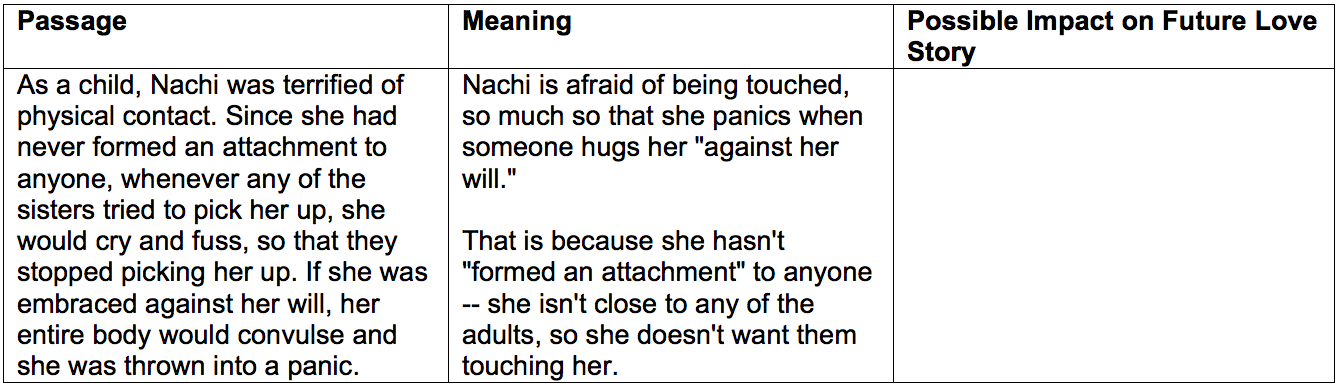 Passage
Meaning
Possible Impact on Future Love
Story
As a child, Nachi was terrified of
physical contact. Since she had
never formed an attachment to
anyone, whenever any of the
sisters tried to pick her up, she
would cry and fuss, so that they
stopped picking her up. If she was
embraced against her will, her
entire body would convulse and
she was thrown into a panic.
Nachi is afraid of being touched,
so much so that she panics when
someone hugs her "against her
will."
That is because she hasn't
"formed an attachment" to anyone
-- she isn't close to any of the
adults, so she doesn't want them
touching her.